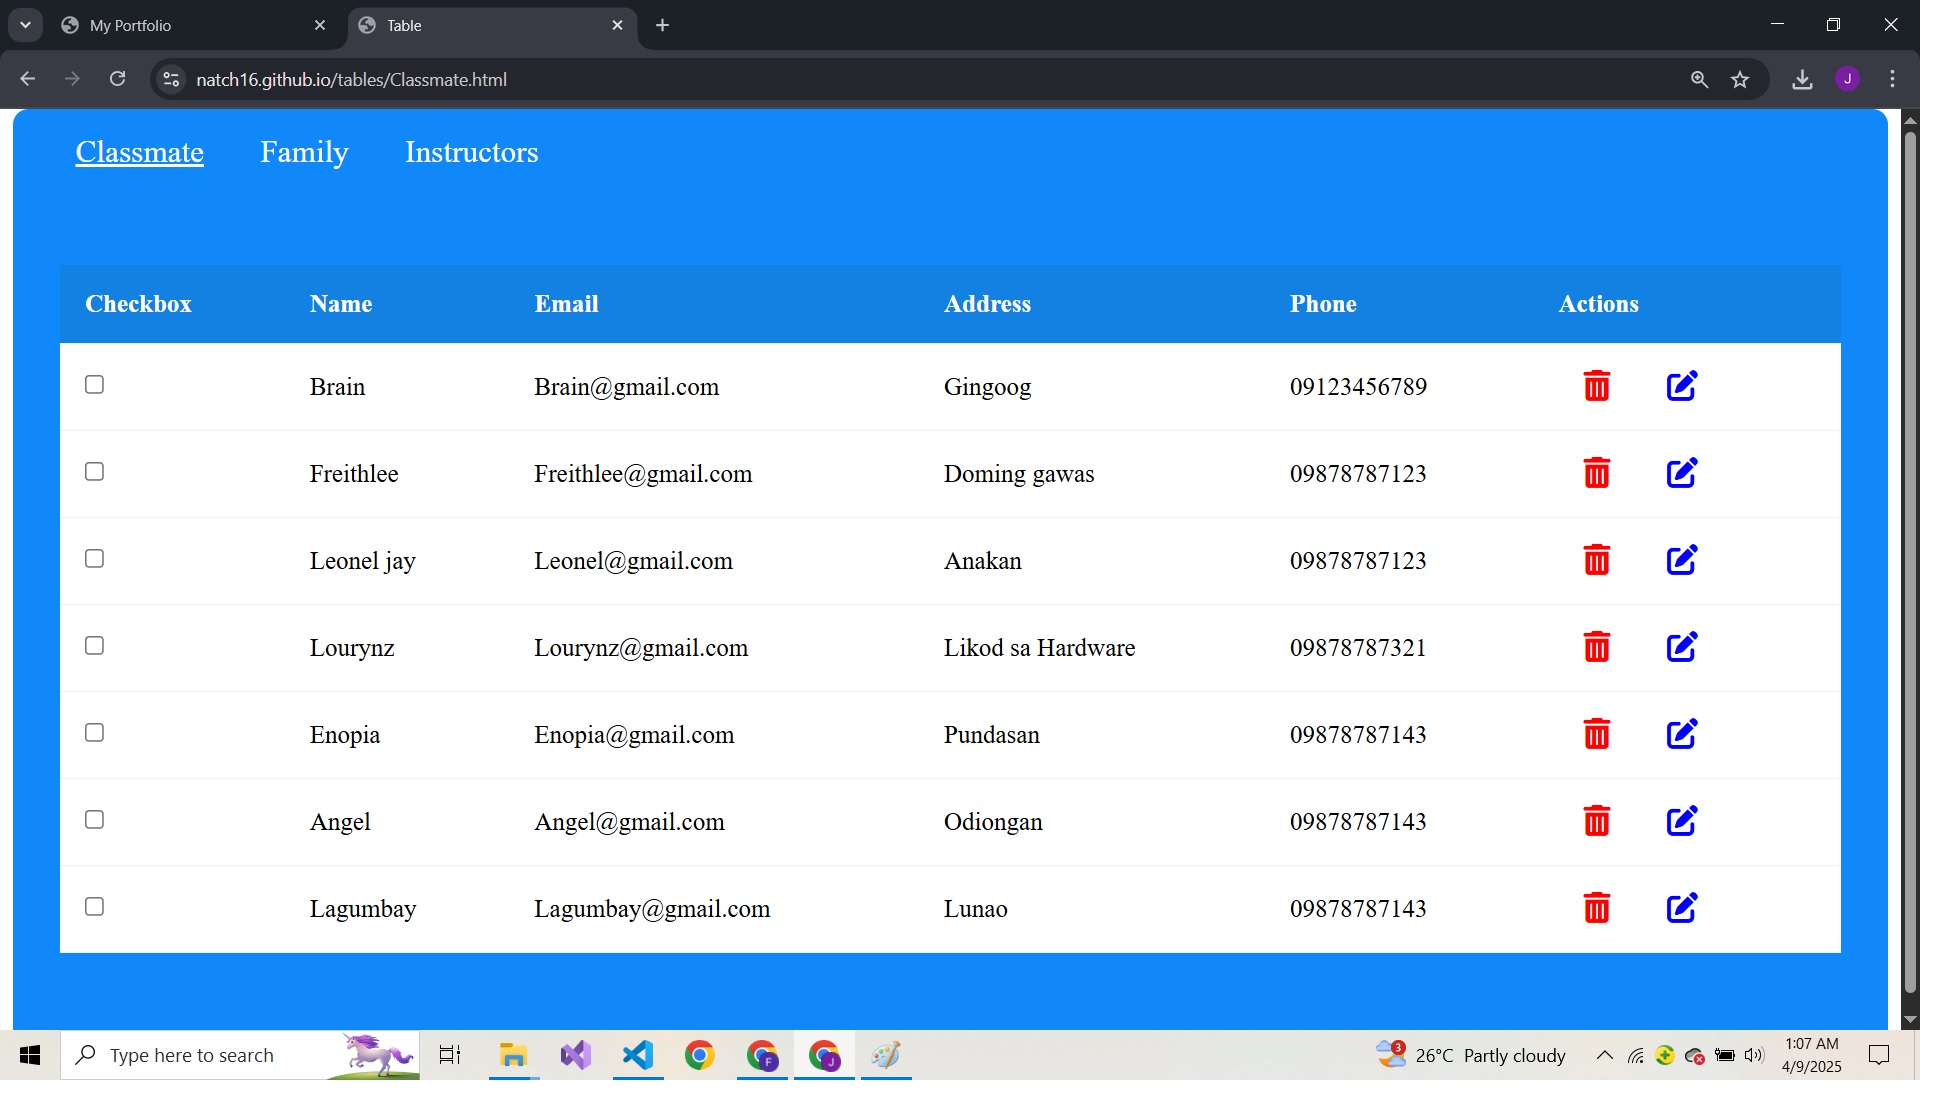 My Portfolio
Table
natch16.github.io/tables/Classmate.html
J
Classmate Family Instructors
Checkbox Name Email Address Phone Actions
Brain Brain@gmail.com Gingoog 09123456789
Freithlee Freithlee@gmail.com Doming gawas 09878787123
Leonel jay Leonel@gmail.com Anakan 09878787123
Lourynz Lourynz@gmail.com Likod sa Hardware 09878787321
Enopia Enopia@gmail.com Pundasan 09878787143
Angel Angel@gmail.com Odiongan 09878787143
Lagumbay Lagumbay@gmail.com Lunao 09878787143
Type here to search
F
J
3
26°C Partly cloudy
1:07 AM
4/9/2025